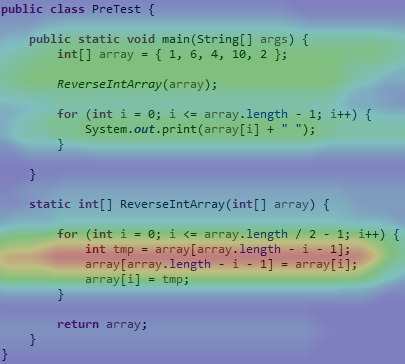 public class PreTest {
public static void main(String[] args) {
int[] array = { 1, 6, 4, 10, 2 };
ReverseIntArray(array);
for (int i = 0; i <= array.length - 1; i++) {
System.out.print(array[i] + " ");
}
}
static int[] ReverseIntArray(int[] array) {
for (int i = 0; i <= array.length / 2 - 1; i++) {
int tmp = array[array.length - i - 1];
array[array.length - i - 1] = array[i];
array[i] = tmp;
}
return array;
}
}